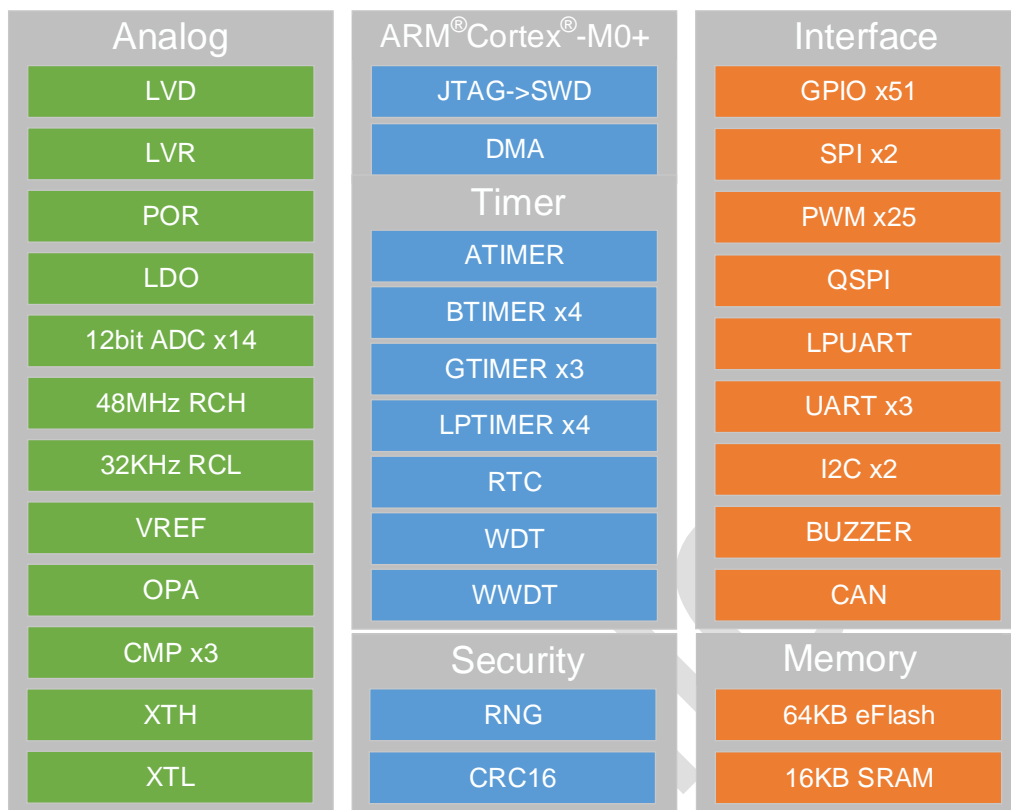 Analog
LVD
LVR
POR
LDO
12bit ADC x14
48MHz RCH
32KHz RCL
VREF
OPA
CMP x3
XTH
XTL
ARM®Cortex®-M0+
JTAG->SWD
DMA
Timer
ATIMER
BTIMER x4
GTIMER x3
LPTIMER x4
RTC
WDT
WWDT
Security
RNG
CRC16
Interface
GPIO x51
SPI x2
PWM x25
QSPI
LPUART
UART x3
I2C x2
BUZZER
CAN
Memory
64KB eFlash
16KB SRAM